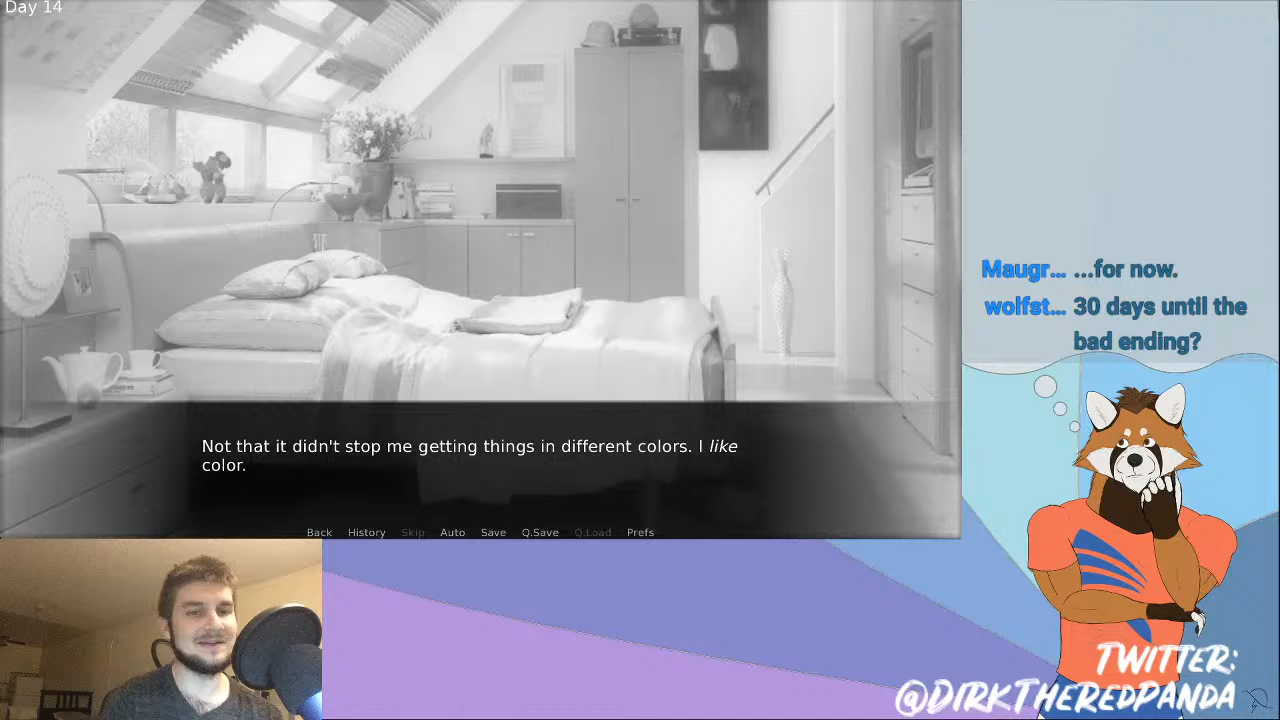 Day 14
Maugr... ...for now.
wolfst... 30 days until the
bad ending?
Not that it didn't stop me getting things in different colors. I like
color.
Back History Skip Auto Save Q.Save Q.Load Prefs
TWITTER:
@DIRKTHEREDPANDA